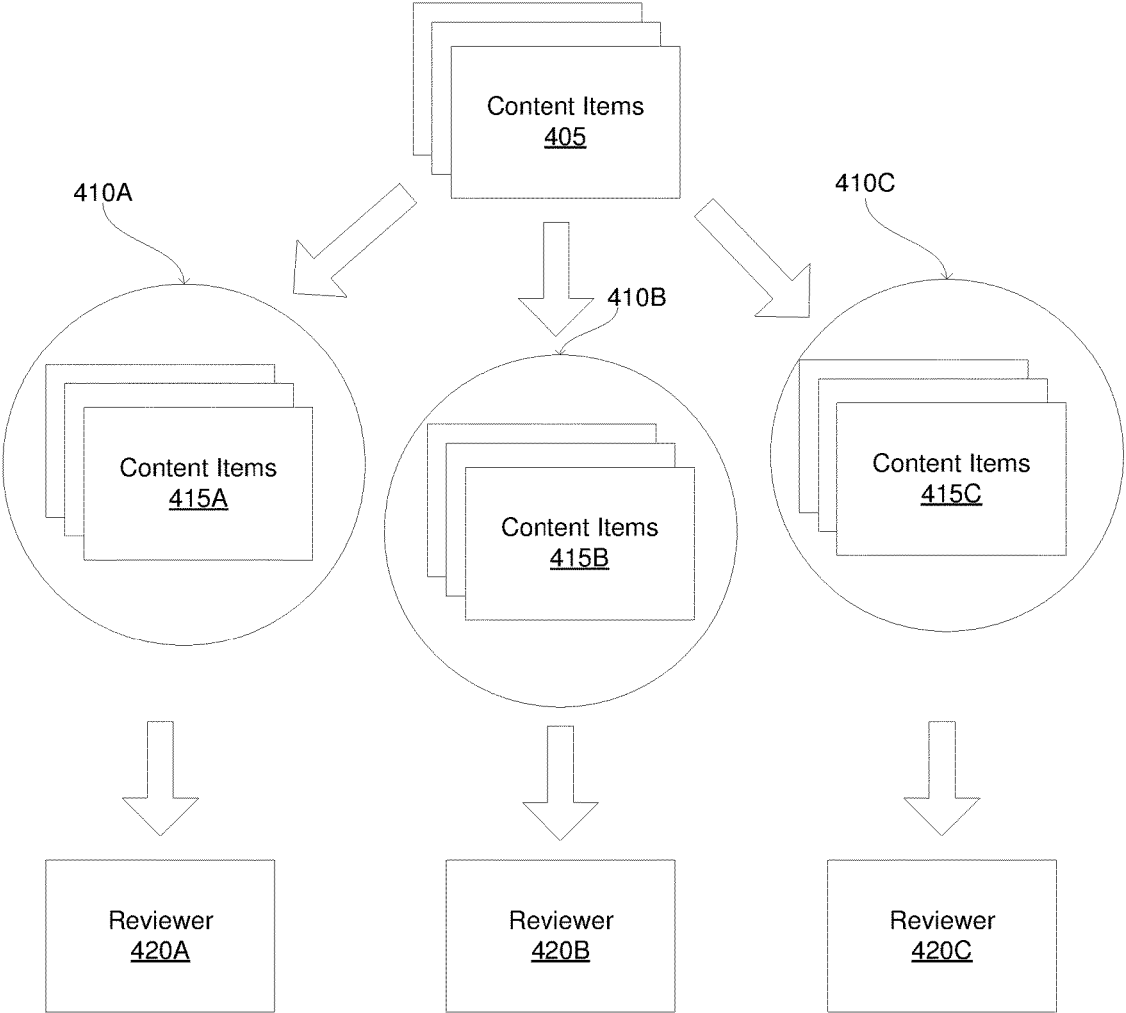 Content Items
405
410A
410C
410B
Content Items
415A
Content Items
415B
Content Items
415C
Reviewer
420A
Reviewer
420B
Reviewer
420C